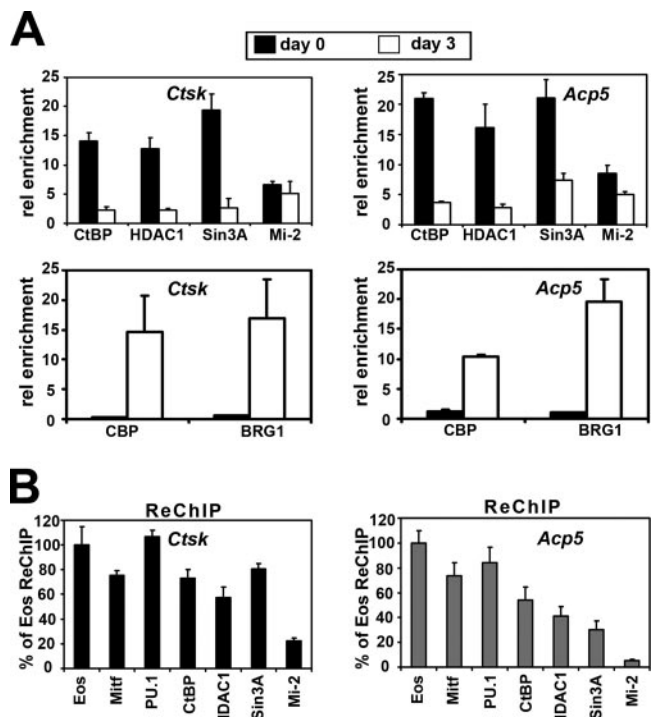 A
day 0 day 3
rel enrichment
25
20
15
10
5
0
Ctsk
CtBP HDAC1 Sin3A Mi-2
rel enrichment
25
20
15
10
5
0
Acp5
CtBP HDAC1 Sin3A Mi-2
rel enrichment
25
20
15
10
5
0
Ctsk
CBP BRG1
rel enrichment
25
20
15
10
5
0
Acp5
CBP BRG1
B
ReChIP
% of Eos ReChIP
120
100
80
60
40
20
0
Ctsk
Eos Mitf PU.1 CtBP HDAC1 Sin3A Mi-2
ReChIP
% of Eos ReChIP
120
100
80
60
40
20
0
Acp5
Eos Mitf PU.1 CtBP HDAC1 Sin3A Mi-2